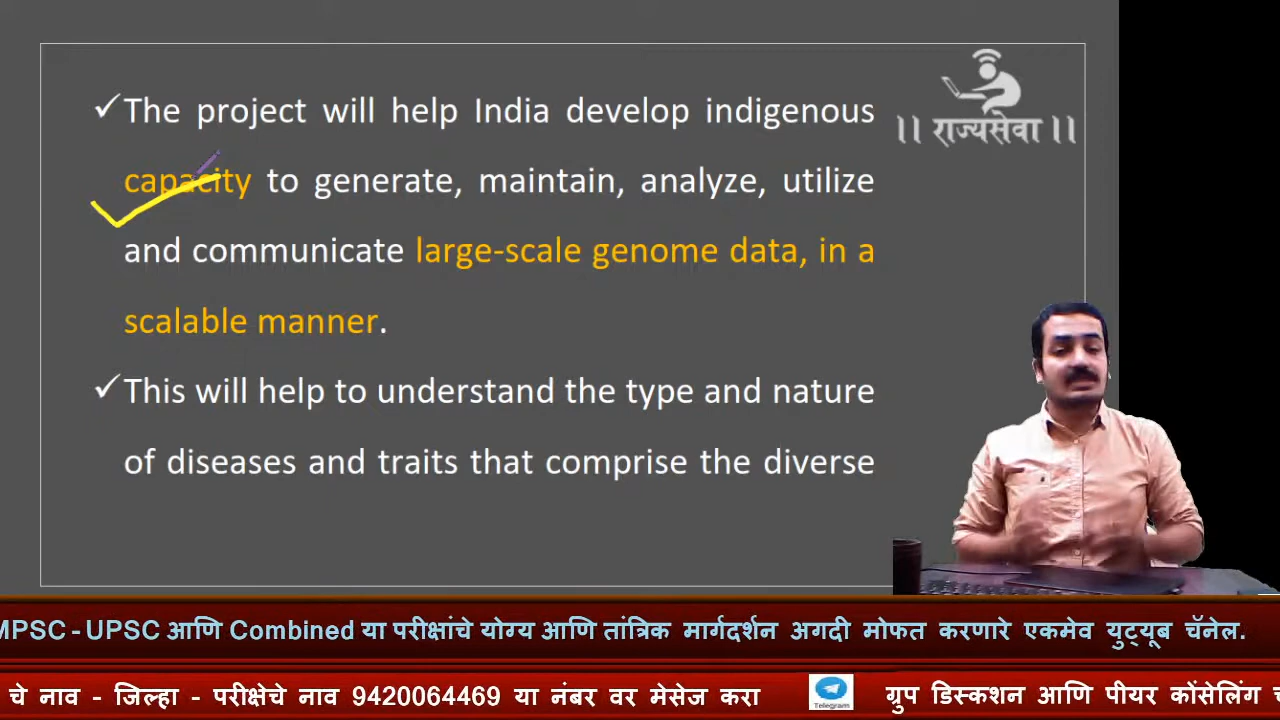 The project will help India develop indigenous
capacity to generate, maintain, analyze, utilize
and communicate large-scale genome data, in a
scalable manner.
This will help to understand the type and nature
of diseases and traits that comprise the diverse
।। राज्यसेवा ।।
MPSC - UPSC आणि Combined या परीक्षांचे योग्य आणि तांत्रिक मार्गदर्शन अगदी मोफत करणारे एकमेव युट्यूब चॅनेल.
चे नाव - जिल्हा - परीक्षेचे नाव 9420064469 या नंबर वर मेसेज करा
Telegram
ग्रुप डिस्कशन आणि पीयर कोंसेलिंग